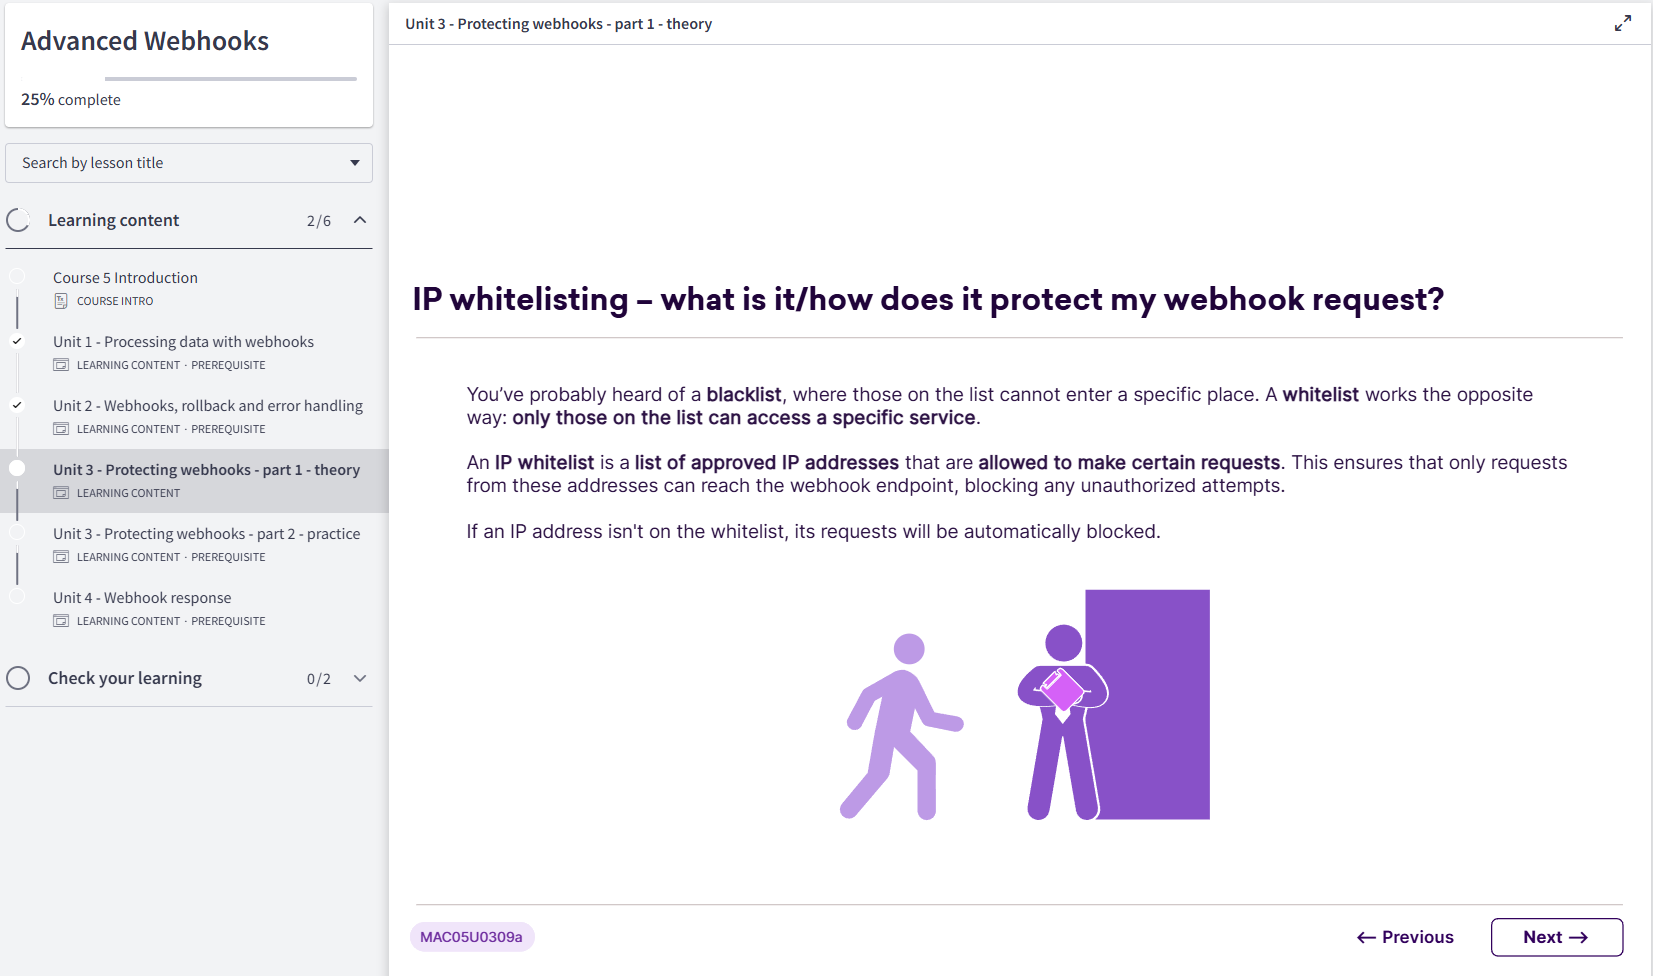 Advanced Webhooks
25% complete
Search by lesson title
Learning content 2/6
Course 5 Introduction
COURSE INTRO
Unit 1 - Processing data with webhooks
LEARNING CONTENT · PREREQUISITE
Unit 2 - Webhooks, rollback and error handling
LEARNING CONTENT · PREREQUISITE
Unit 3 - Protecting webhooks - part 1 - theory
LEARNING CONTENT
Unit 3 - Protecting webhooks - part 2 - practice
LEARNING CONTENT · PREREQUISITE
Unit 4 - Webhook response
LEARNING CONTENT · PREREQUISITE
Check your learning 0/2
Unit 3 - Protecting webhooks - part 1 - theory
IP whitelisting – what is it/how does it protect my webhook request?
You’ve probably heard of a blacklist, where those on the list cannot enter a specific place. A whitelist works the opposite
way: only those on the list can access a specific service.
An IP whitelist is a list of approved IP addresses that are allowed to make certain requests. This ensures that only requests
from these addresses can reach the webhook endpoint, blocking any unauthorized attempts.
If an IP address isn't on the whitelist, its requests will be automatically blocked.
MAC05U0309a
← Previous
Next →